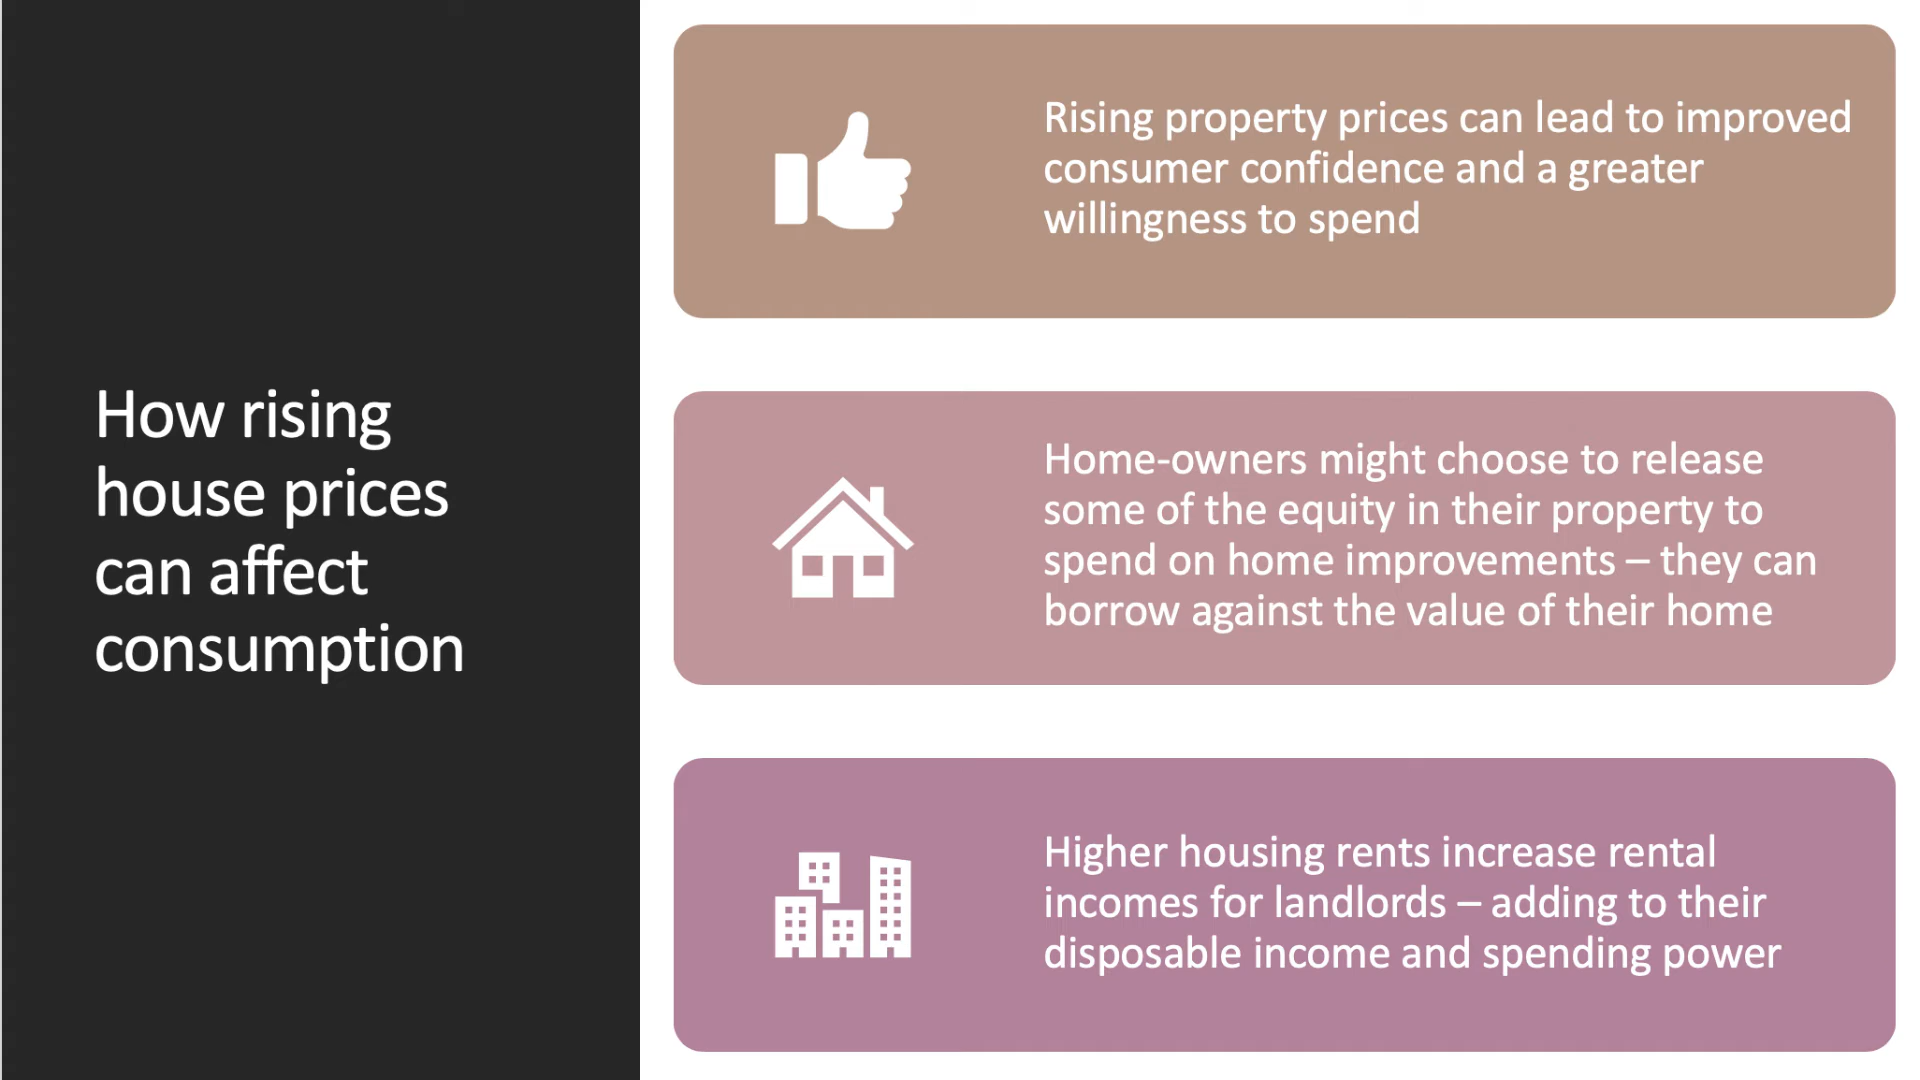 How rising
house prices
can affect
consumption
Rising property prices can lead to improved
consumer confidence and a greater
willingness to spend
Home-owners might choose to release
some of the equity in their property to
spend on home improvements – they can
borrow against the value of their home
Higher housing rents increase rental
incomes for landlords – adding to their
disposable income and spending power